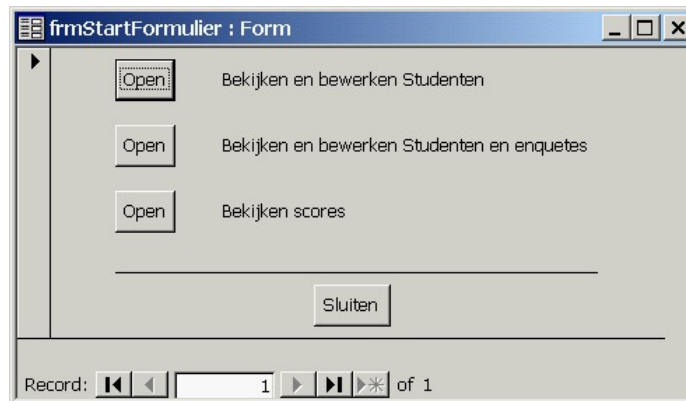 frmStartFormulier : Form
Open Bekijken en bewerken Studenten
Open Bekijken en bewerken Studenten en enquetes
Open Bekijken scores
Sluiten
Record: 1 of 1